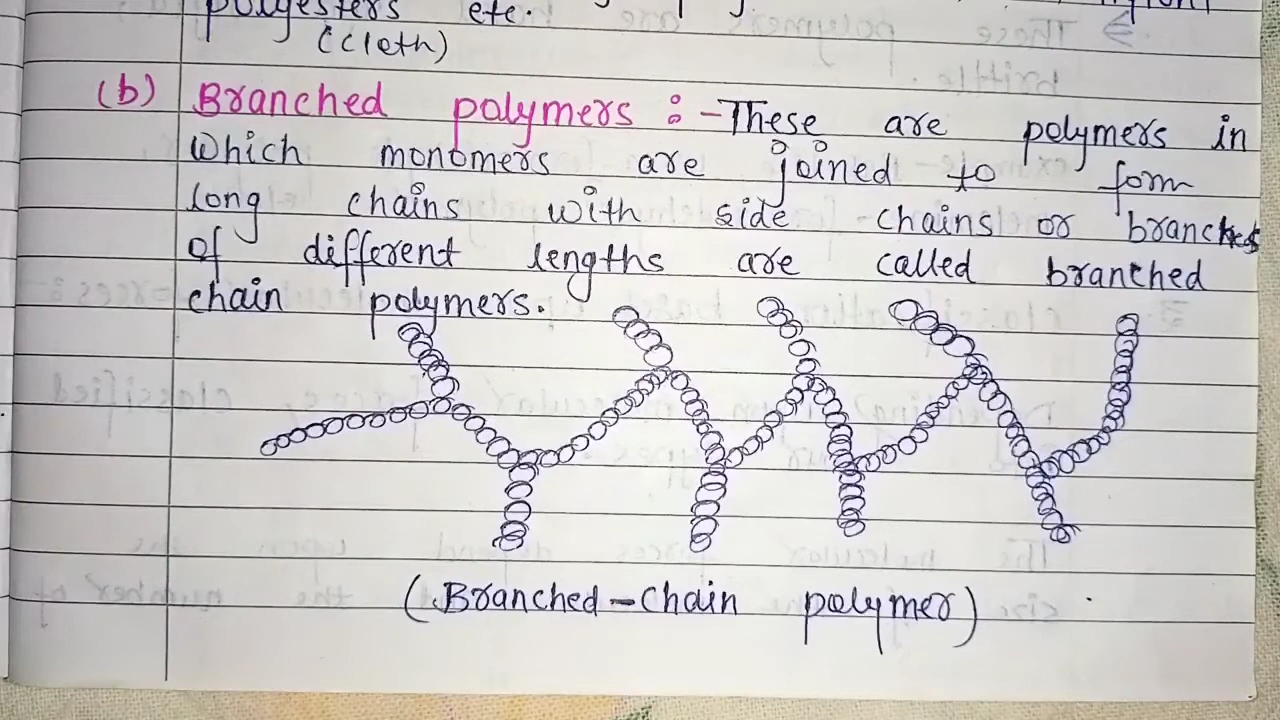 polyesters etc.
(cloth)
(b) Branched polymers :- These are polymers in
which monomers are joined to form
long chains with side chains or branches
of different lengths are called branched
chain polymers.
(Branched-chain polymer)